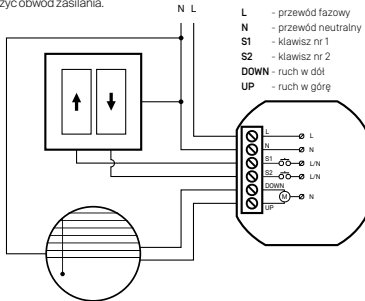 zyć obwód zasilania.
N L
L - przewód fazowy
N - przewód neutralny
S1 - klawisz nr 1
S2 - klawisz nr 2
DOWN - ruch w dół
UP - ruch w górę
L L
N N
S1 L/N
S2 L/N
DOWN
M N
UP